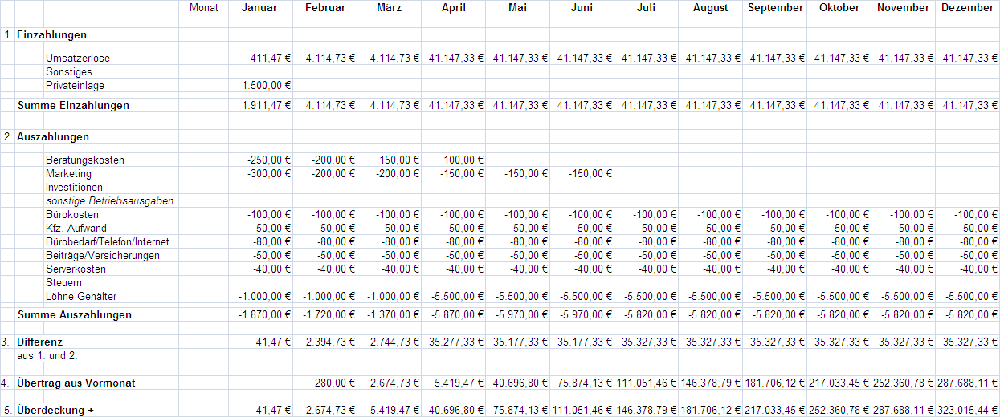 Monat Januar Februar März April Mai Juni Juli August September Oktober November Dezember
1. Einzahlungen
Umsatzerlöse 411,47 € 4.114,73 € 4.114,73 € 41.147,33 € 41.147,33 € 41.147,33 € 41.147,33 € 41.147,33 € 41.147,33 € 41.147,33 € 41.147,33 € 41.147,33 €
Sonstiges
Privateinlage 1.500,00 €
Summe Einzahlungen 1.911,47 € 4.114,73 € 4.114,73 € 41.147,33 € 41.147,33 € 41.147,33 € 41.147,33 € 41.147,33 € 41.147,33 € 41.147,33 € 41.147,33 € 41.147,33 €
2. Auszahlungen
Beratungskosten -250,00 € -200,00 € 150,00 € 100,00 €
Marketing -300,00 € -200,00 € -200,00 € -150,00 € -150,00 € -150,00 €
Investitionen
sonstige Betriebsausgaben
Bürokosten -100,00 € -100,00 € -100,00 € -100,00 € -100,00 € -100,00 € -100,00 € -100,00 € -100,00 € -100,00 € -100,00 € -100,00 €
Kfz.-Aufwand -50,00 € -50,00 € -50,00 € -50,00 € -50,00 € -50,00 € -50,00 € -50,00 € -50,00 € -50,00 € -50,00 € -50,00 €
Bürobedarf/Telefon/Internet -80,00 € -80,00 € -80,00 € -80,00 € -80,00 € -80,00 € -80,00 € -80,00 € -80,00 € -80,00 € -80,00 € -80,00 €
Beiträge/Versicherungen -50,00 € -50,00 € -50,00 € -50,00 € -50,00 € -50,00 € -50,00 € -50,00 € -50,00 € -50,00 € -50,00 € -50,00 €
Serverkosten -40,00 € -40,00 € -40,00 € -40,00 € -40,00 € -40,00 € -40,00 € -40,00 € -40,00 € -40,00 € -40,00 € -40,00 €
Steuern
Löhne Gehälter -1.000,00 € -1.000,00 € -1.000,00 € -5.500,00 € -5.500,00 € -5.500,00 € -5.500,00 € -5.500,00 € -5.500,00 € -5.500,00 € -5.500,00 € -5.500,00 €
Summe Auszahlungen -1.870,00 € -1.720,00 € -1.370,00 € -5.870,00 € -5.970,00 € -5.970,00 € -5.820,00 € -5.820,00 € -5.820,00 € -5.820,00 € -5.820,00 € -5.820,00 €
3. Differenz 41,47 € 2.394,73 € 2.744,73 € 35.277,33 € 35.177,33 € 35.177,33 € 35.327,33 € 35.327,33 € 35.327,33 € 35.327,33 € 35.327,33 € 35.327,33 €
aus 1. und 2.
4. Übertrag aus Vormonat 280,00 € 2.674,73 € 5.419,47 € 40.696,80 € 75.874,13 € 111.051,46 € 146.378,79 € 181.706,12 € 217.033,45 € 252.360,78 € 287.688,11 €
5. Überdeckung + 41,47 € 2.674,73 € 5.419,47 € 40.696,80 € 75.874,13 € 111.051,46 € 146.378,79 € 181.706,12 € 217.033,45 € 252.360,78 € 287.688,11 € 323.015,44 €